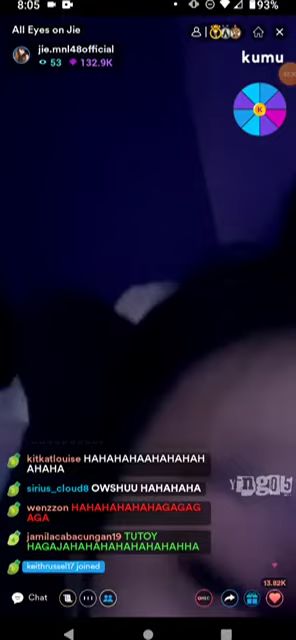 8:05
93%
All Eyes on Jie
jie.mnl48official
53 132.9K
kumu
K
kitkatlouise HAHAHAHAAHAHAHAH
AHAHA
sirius_cloud8 OWSHUU HAHAHAHA
wenzzon HAHAHAHAHAHAGAGAG
AGA
jamilacabacungan19 TUTOY
HAGAJAHAHAHAHAHAHAHAHHA
keithrussel17 joined
13.82K
Chat